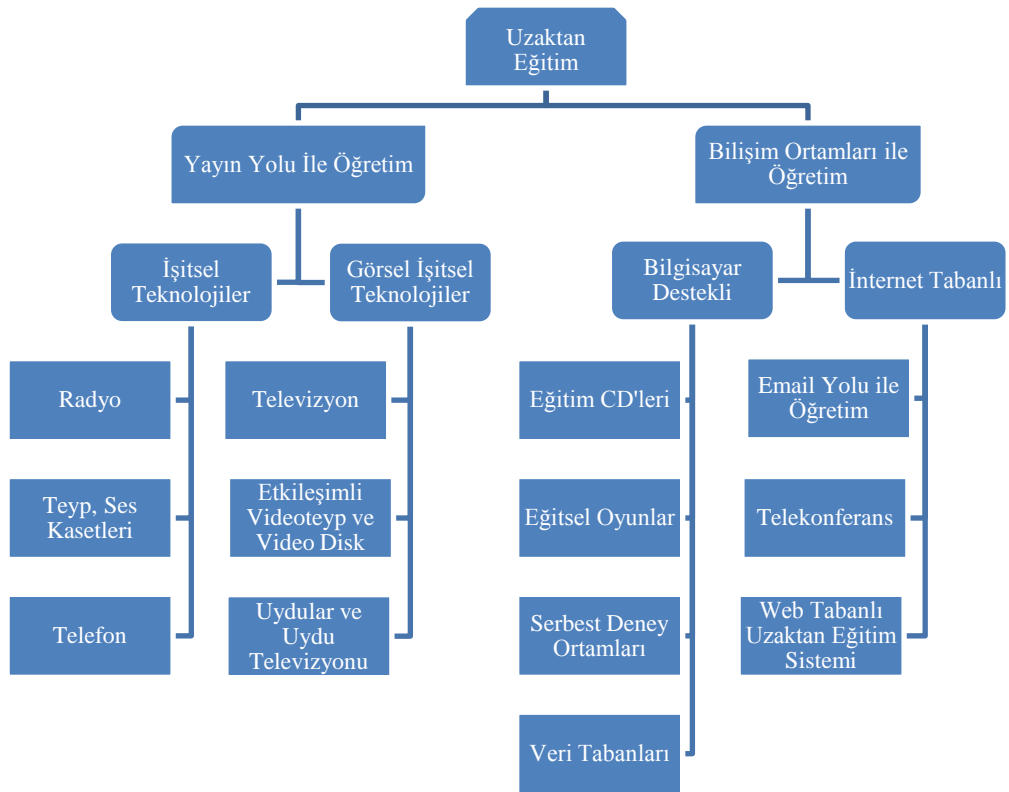 Uzaktan
Eğitim
Yayın Yolu İle Öğretim
Bilişim Ortamları ile
Öğretim
İşitsel
Teknolojiler
Görsel İşitsel
Teknolojiler
Bilgisayar
Destekli
İnternet Tabanlı
Radyo
Teyp, Ses
Kasetleri
Telefon
Televizyon
Etkileşimli
Videoteyp ve
Video Disk
Uydular ve
Uydu
Televizyonu
Eğitim CD'leri
Eğitsel Oyunlar
Serbest Deney
Ortamları
Veri Tabanları
Email Yolu ile
Öğretim
Telekonferans
Web Tabanlı
Uzaktan Eğitim
Sistemi